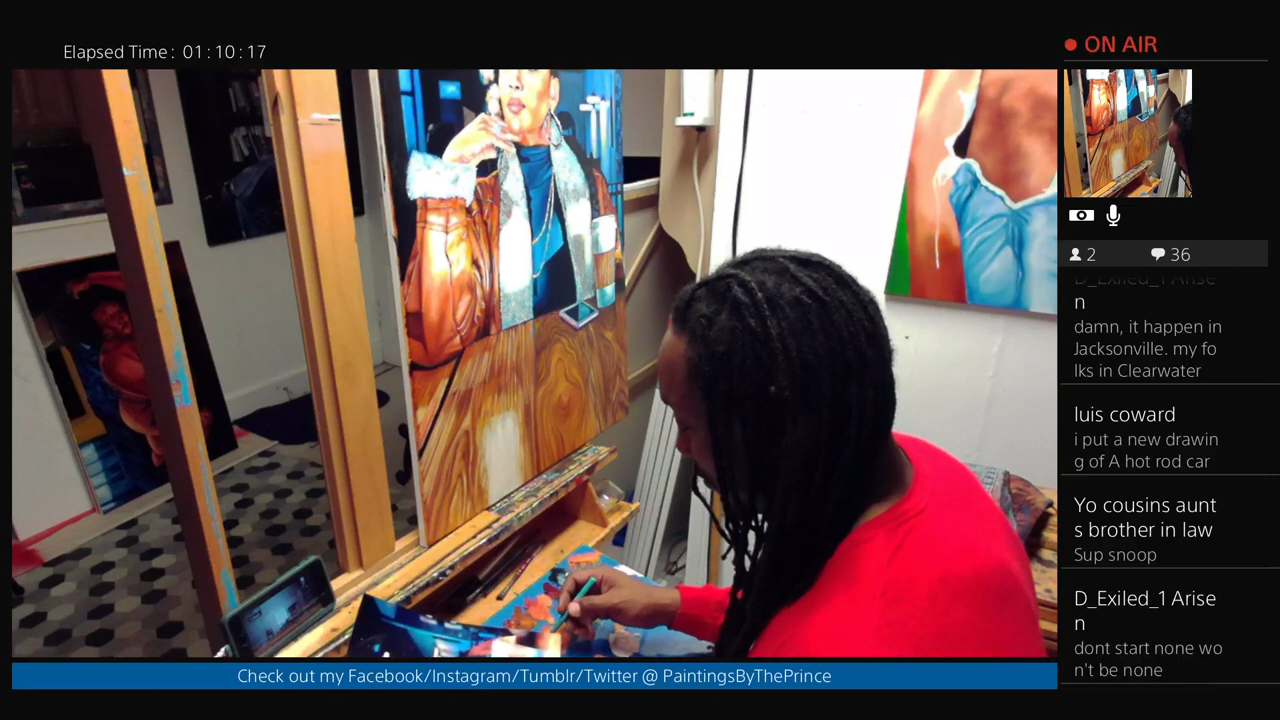 Elapsed Time: 01:10:17
ON AIR
2
36
D_Exiled_1 Arise
n
damn, it happen in
Jacksonville. my fo
lks in Clearwater
luis coward
i put a new drawin
g of A hot rod car
Yo cousins aunt
s brother in law
Sup snoop
D_Exiled_1 Arise
n
dont start none wo
n't be none
Check out my Facebook/Instagram/Tumblr/Twitter @ PaintingsByThePrince